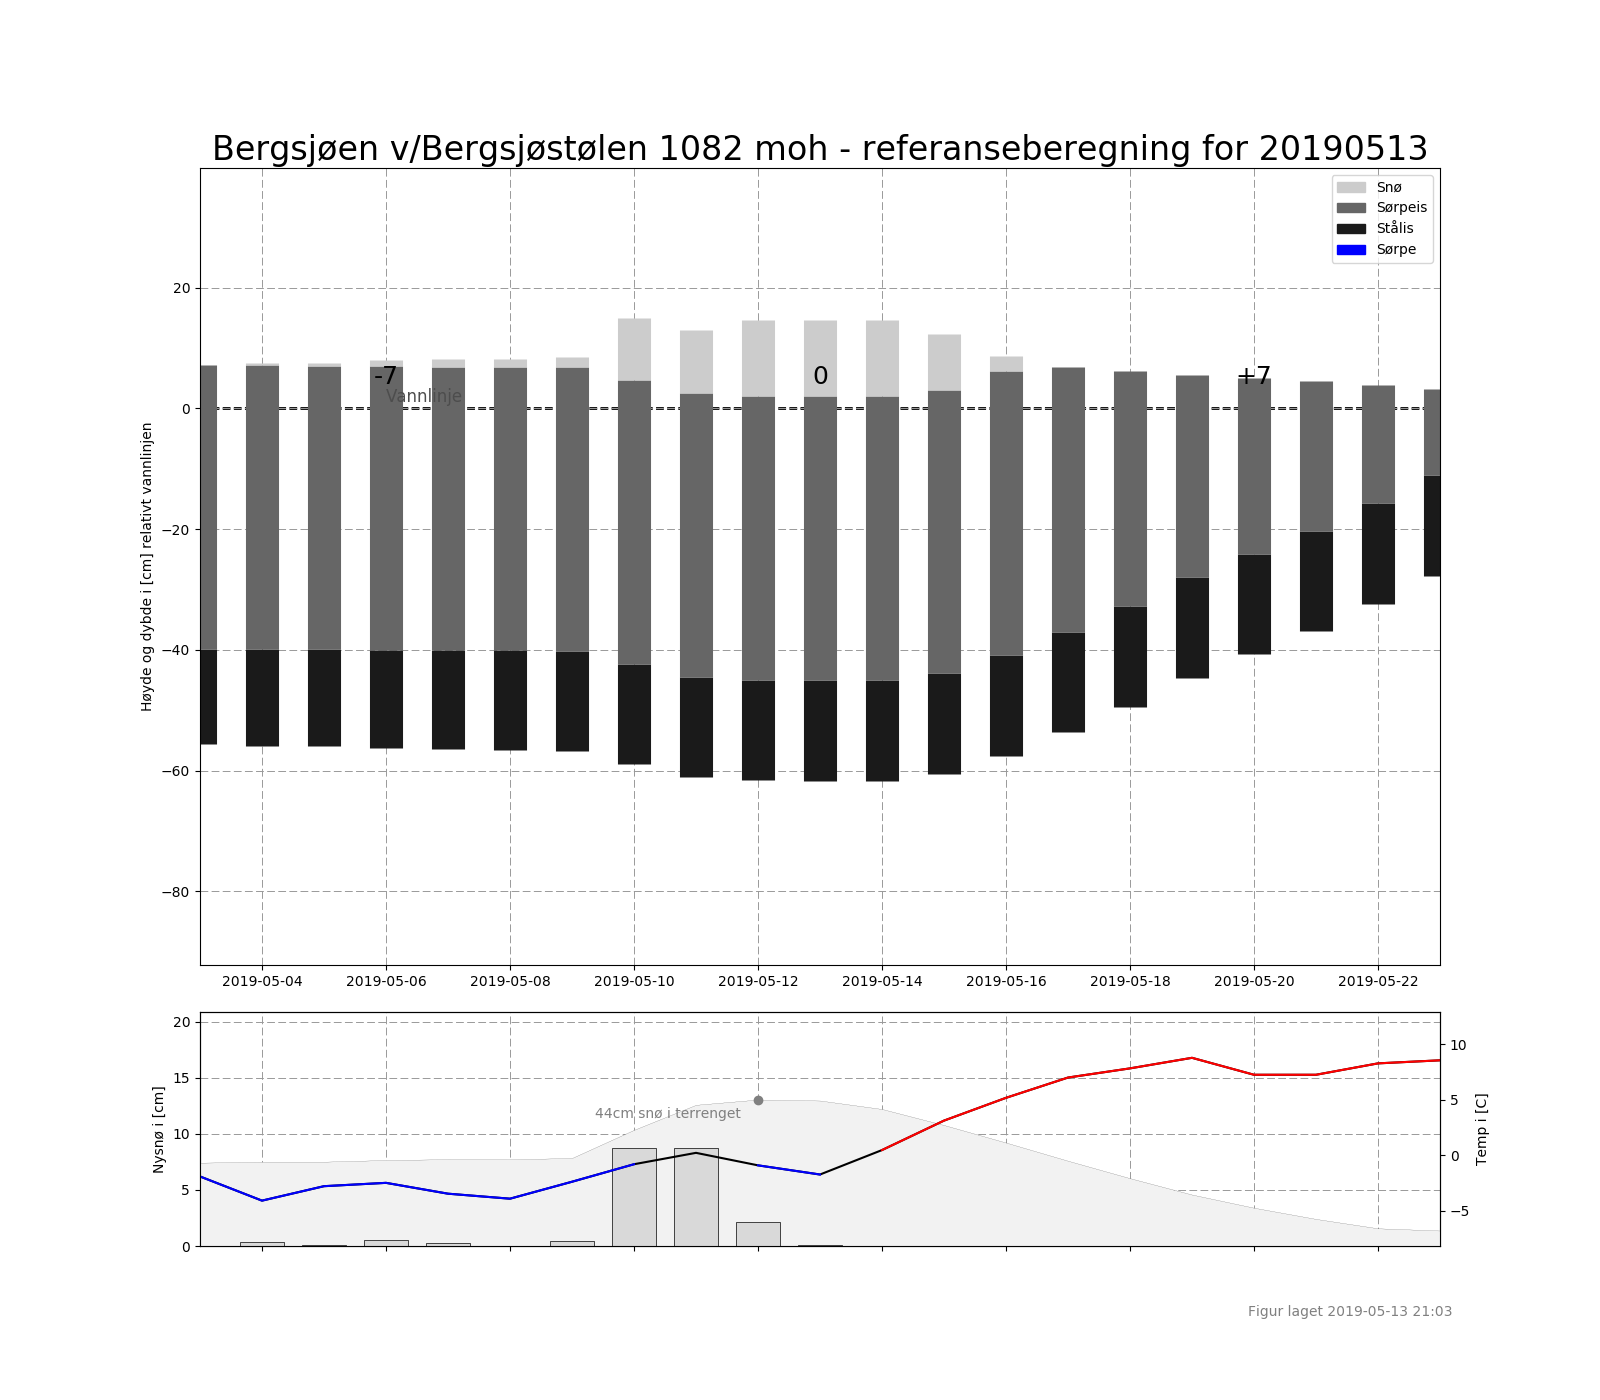 Bergsjøen v/Bergsjøstølen 1082 moh - referanseberegning for 20190513
Snø
Sørpeis
Stålis
Sørpe
20
0
−20
−40
−60
−80
Høyde og dybde i [cm] relativt vannlinjen
-7
0
+7
Vannlinje
2019-05-04
2019-05-06
2019-05-08
2019-05-10
2019-05-12
2019-05-14
2019-05-16
2019-05-18
2019-05-20
2019-05-22
20
15
10
5
0
Nysnø i [cm]
44cm snø i terrenget
10
5
0
−5
Temp i [C]
Figur laget 2019-05-13 21:03